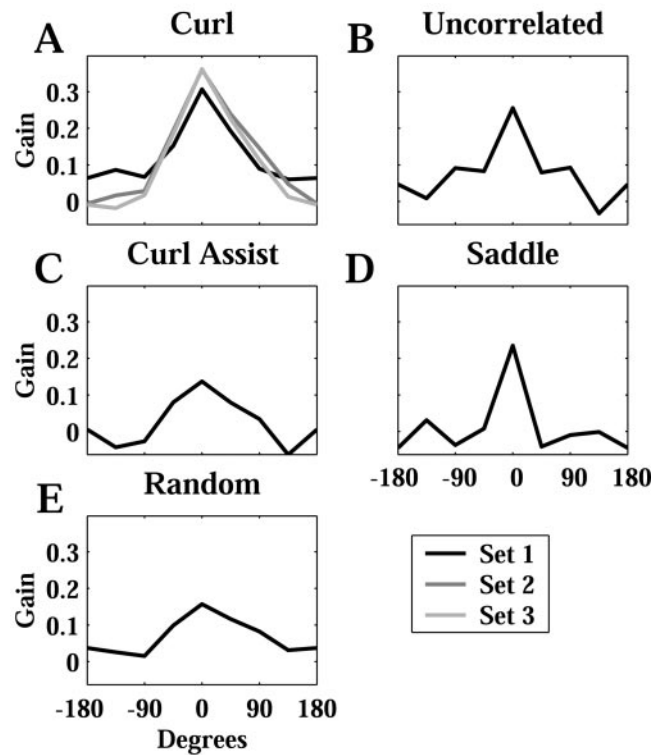 A
Curl
B
Uncorrelated
0.3
0.2
0.1
0
Gain
C
Curl Assist
D
Saddle
0.3
0.2
0.1
0
Gain
-180 -90 0 90 180
E
Random
0.3
0.2
0.1
0
Gain
-180 -90 0 90 180
Degrees
Set 1
Set 2
Set 3